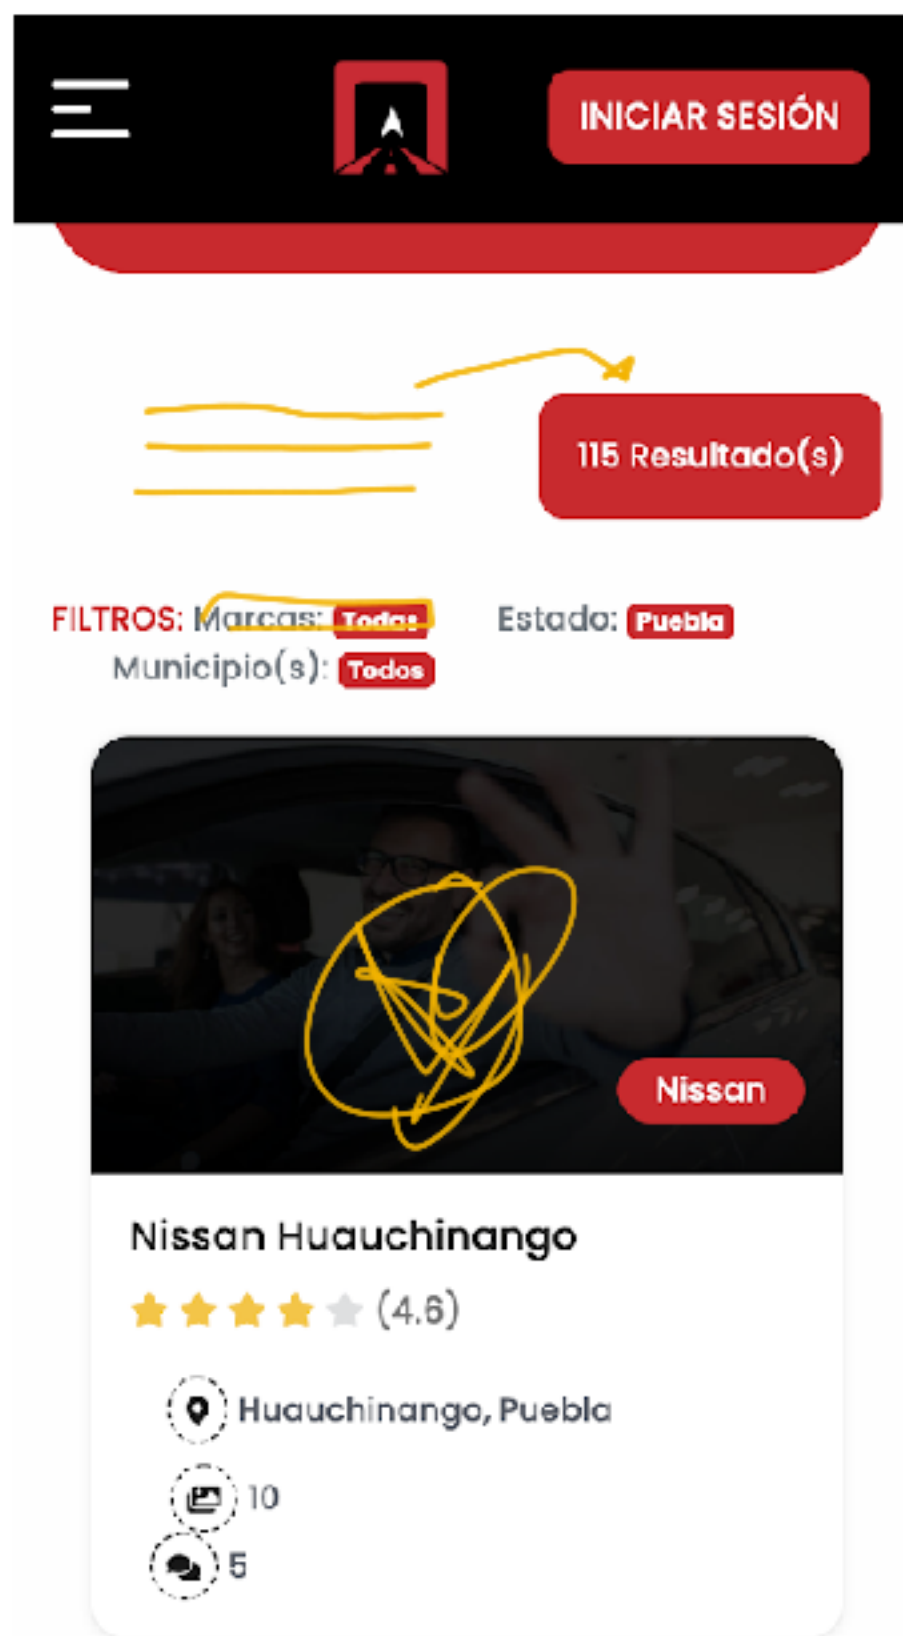 INICIAR SESIÓN
115 Resultado(s)
FILTROS: Marcas: Todas Estado: Puebla
Municipio(s): Todos
Nissan
Nissan Huauchinango
(4.6)
Huauchinango, Puebla
10
5